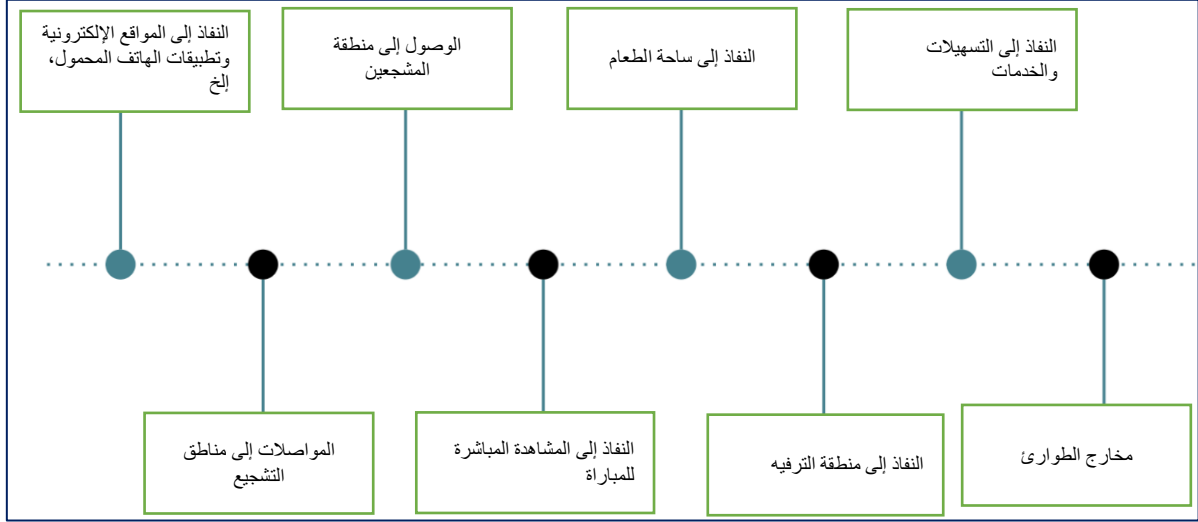 النفاذ إلى المواقع الإلكترونية
وتطبيقات الهاتف المحمول،
إلخ
المواصلات إلى مناطق
التشجيع
الوصول إلى منطقة
المشجعين
النفاذ إلى المشاهدة المباشرة
للمباراة
النفاذ إلى ساحة الطعام
النفاذ إلى منطقة الترفيه
النفاذ إلى التسهيلات
والخدمات
مخارج الطوارئ